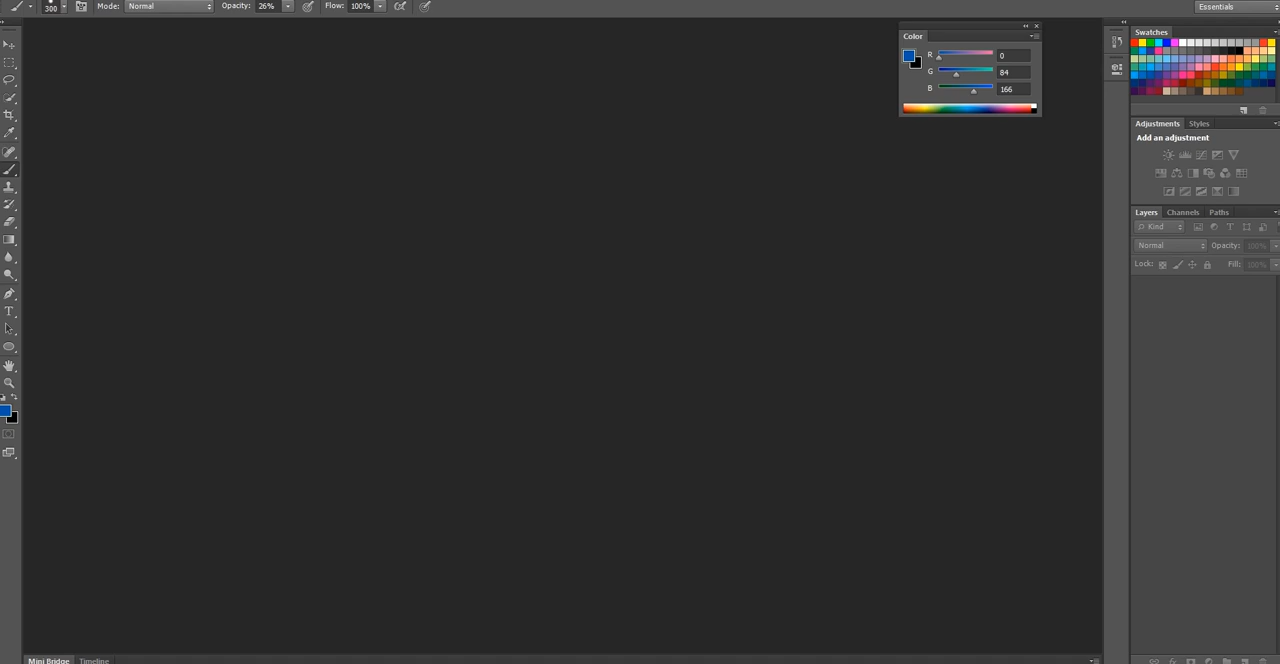 300 Mode: Normal Opacity: 26% Flow: 100% Essentials
Color
R 0
G 84
B 166
Swatches
Adjustments Styles
Add an adjustment
Layers Channels Paths
Kind
Normal Opacity: 100%
Lock: Fill: 100%
Mini Bridge Timeline